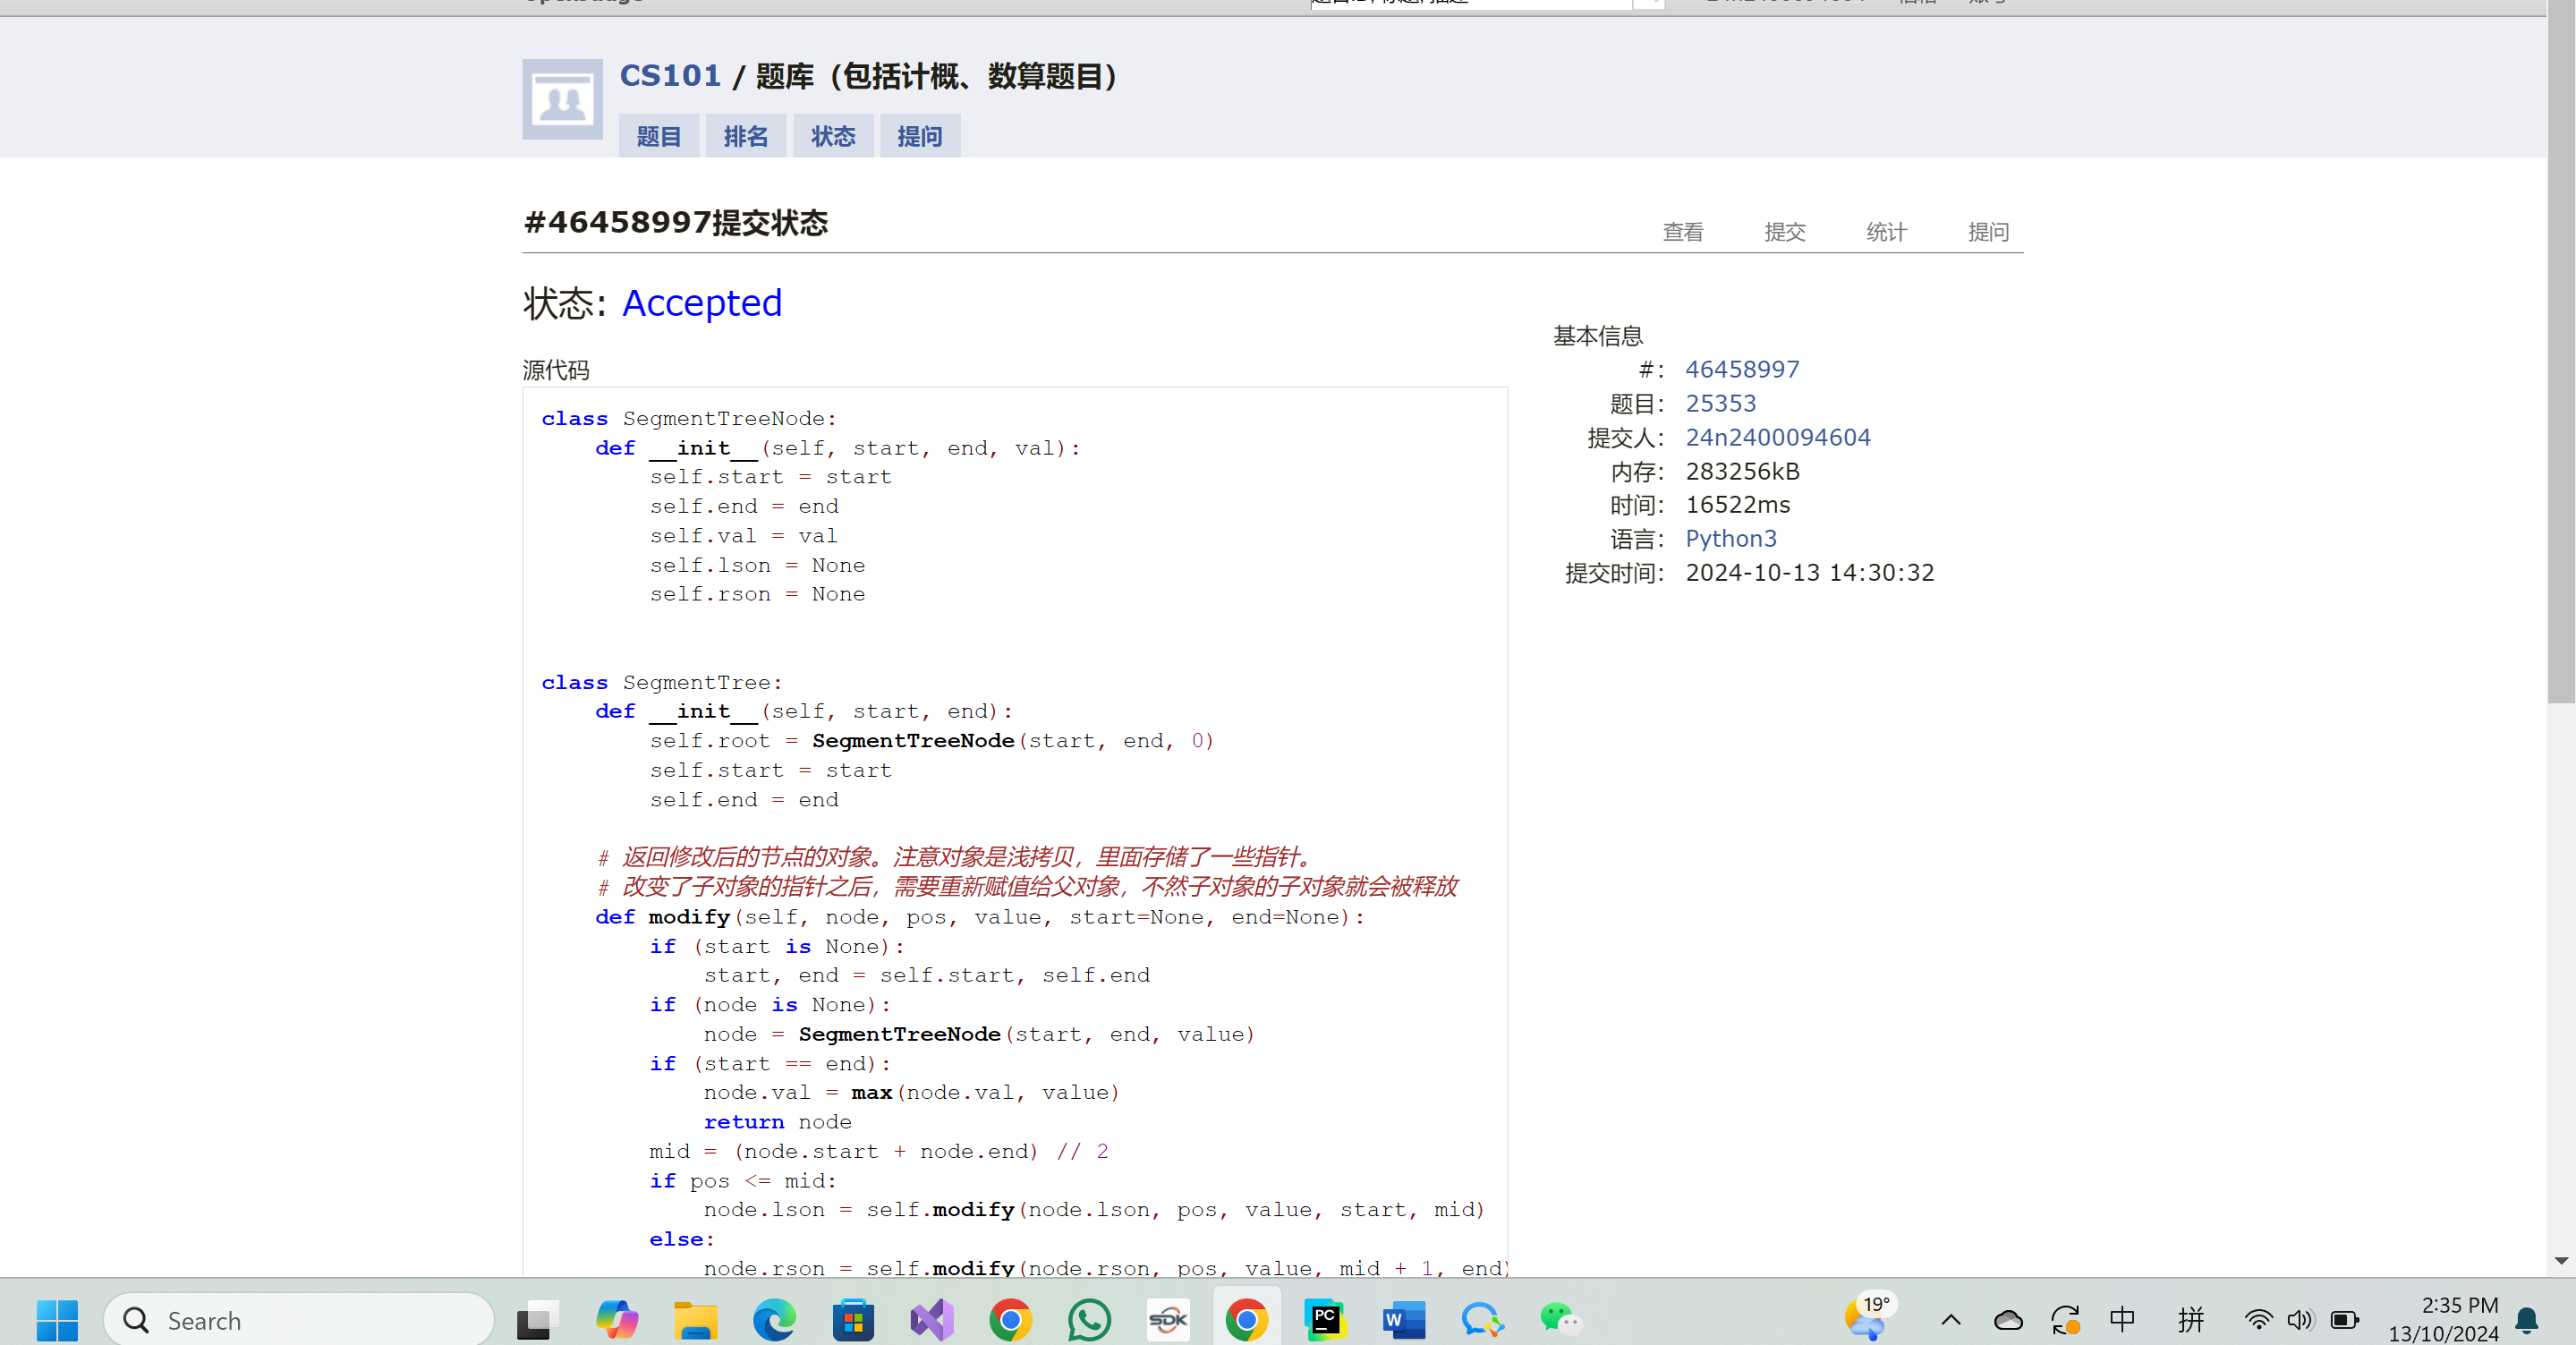 CS101 / 题库（包括计概、数算题目）
题目 排名 状态 提问
#46458997提交状态
查看 提交 统计 提问
状态: Accepted
基本信息
#: 46458997
题目: 25353
提交人: 24n2400094604
内存: 283256kB
时间: 16522ms
语言: Python3
提交时间: 2024-10-13 14:30:32
源代码
class SegmentTreeNode:
    def __init__(self, start, end, val):
        self.start = start
        self.end = end
        self.val = val
        self.lson = None
        self.rson = None
class SegmentTree:
    def __init__(self, start, end):
        self.root = SegmentTreeNode(start, end, 0)
        self.start = start
        self.end = end
    # 返回修改后的节点的对象。注意对象是浅拷贝，里面存储了一些指针。
    # 改变了子对象的指针之后，需要重新赋值给父对象，不然子对象的子对象就会被释放
    def modify(self, node, pos, value, start=None, end=None):
        if (start is None):
            start, end = self.start, self.end
        if (node is None):
            node = SegmentTreeNode(start, end, value)
        if (start == end):
            node.val = max(node.val, value)
            return node
        mid = (node.start + node.end) // 2
        if pos <= mid:
            node.lson = self.modify(node.lson, pos, value, start, mid)
        else:
            node.rson = self.modify(node.rson, pos, value, mid + 1, end)
Search
SDK
PC
W
19°
中
拼
2:35 PM
13/10/2024